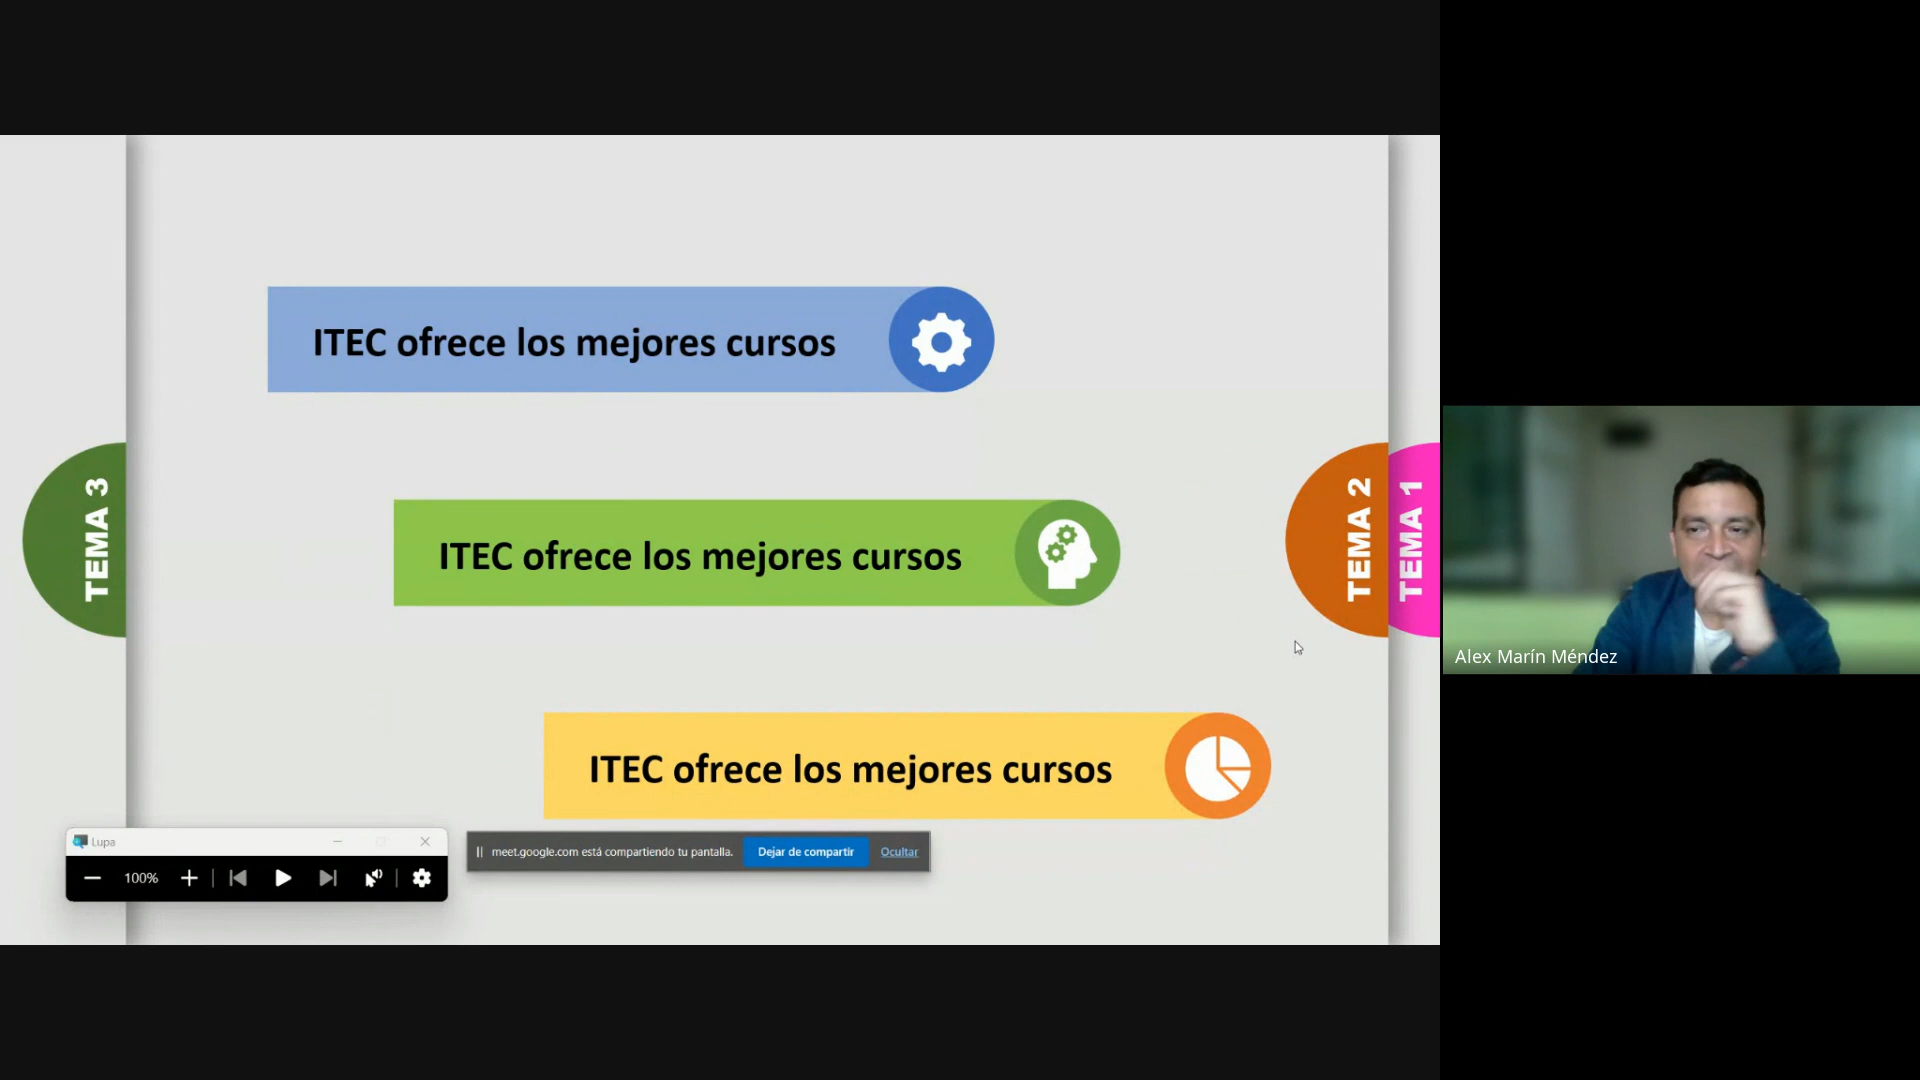 ITEC ofrece los mejores cursos
TEMA 3
ITEC ofrece los mejores cursos
TEMA 2
TEMA 1
Alex Marín Méndez
ITEC ofrece los mejores cursos
Lupa
100%
meet.google.com está compartiendo tu pantalla.
Dejar de compartir
Ocultar